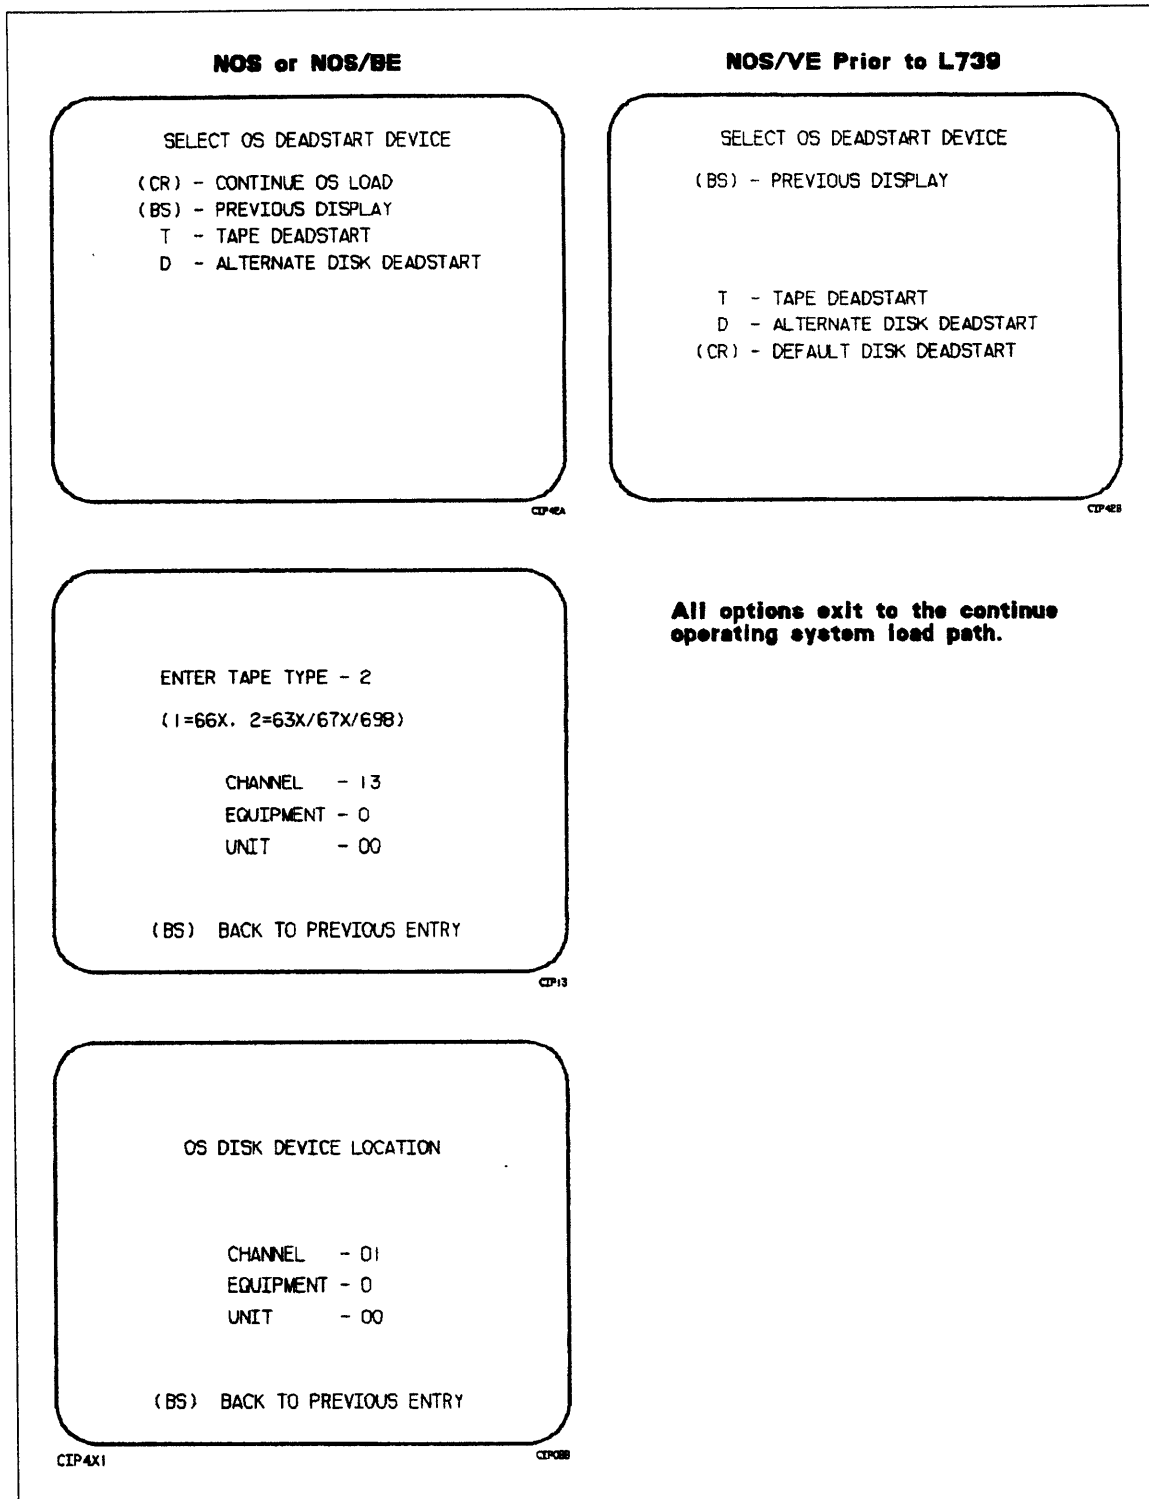 NOS or NOS/BE
SELECT OS DEADSTART DEVICE
(CR) - CONTINUE OS LOAD
(BS) - PREVIOUS DISPLAY
T - TAPE DEADSTART
D - ALTERNATE DISK DEADSTART
CIP42A
NOS/VE Prior to L739
SELECT OS DEADSTART DEVICE
(BS) - PREVIOUS DISPLAY
T - TAPE DEADSTART
D - ALTERNATE DISK DEADSTART
(CR) - DEFAULT DISK DEADSTART
CIP42B
ENTER TAPE TYPE - 2
(1=66X. 2=63X/67X/698)
CHANNEL - 13
EQUIPMENT - 0
UNIT - 00
(BS) BACK TO PREVIOUS ENTRY
CIP13
All options exit to the continue
operating system load path.
OS DISK DEVICE LOCATION
CHANNEL - 01
EQUIPMENT - 0
UNIT - 00
(BS) BACK TO PREVIOUS ENTRY
CIP4X1
CIP08B